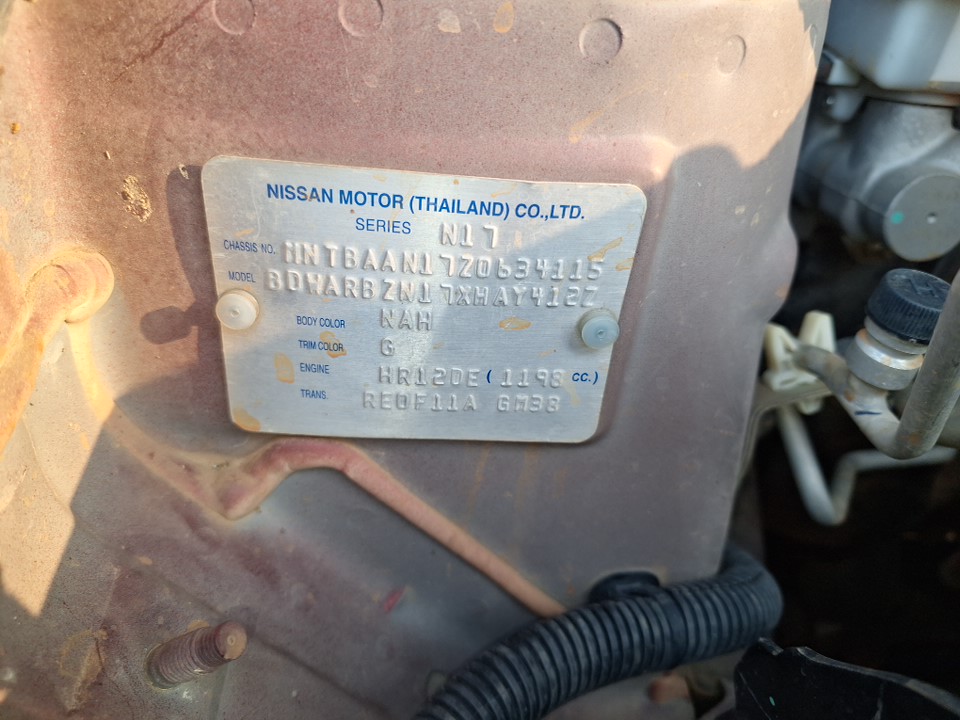 NISSAN MOTOR (THAILAND) CO.,LTD.
SERIES N17
CHASSIS NO. MNTBAAN17Z0634115
MODEL BDWARBZN17XHAY412Z
BODY COLOR NAH
TRIM COLOR G
ENGINE HR12DE ( 1198 CC.)
TRANS. RE0F11A GM38